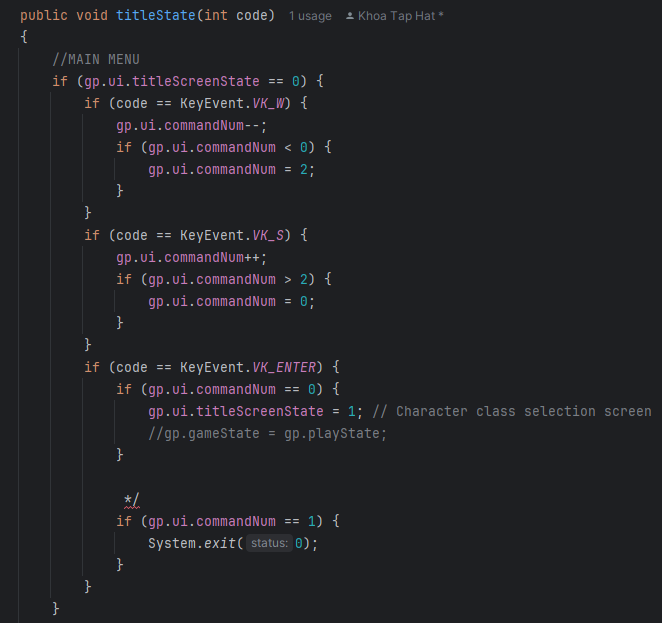 public void titleState(int code)  1 usage  Khoa Tap Hat *
{
    //MAIN MENU
    if (gp.ui.titleScreenState == 0) {
        if (code == KeyEvent.VK_W) {
            gp.ui.commandNum--;
            if (gp.ui.commandNum < 0) {
                gp.ui.commandNum = 2;
            }
        }
        if (code == KeyEvent.VK_S) {
            gp.ui.commandNum++;
            if (gp.ui.commandNum > 2) {
                gp.ui.commandNum = 0;
            }
        }
        if (code == KeyEvent.VK_ENTER) {
            if (gp.ui.commandNum == 0) {
                gp.ui.titleScreenState = 1; // Character class selection screen
                //gp.gameState = gp.playState;
            }

             */
            if (gp.ui.commandNum == 1) {
                System.exit( status: 0);
            }
        }
    }